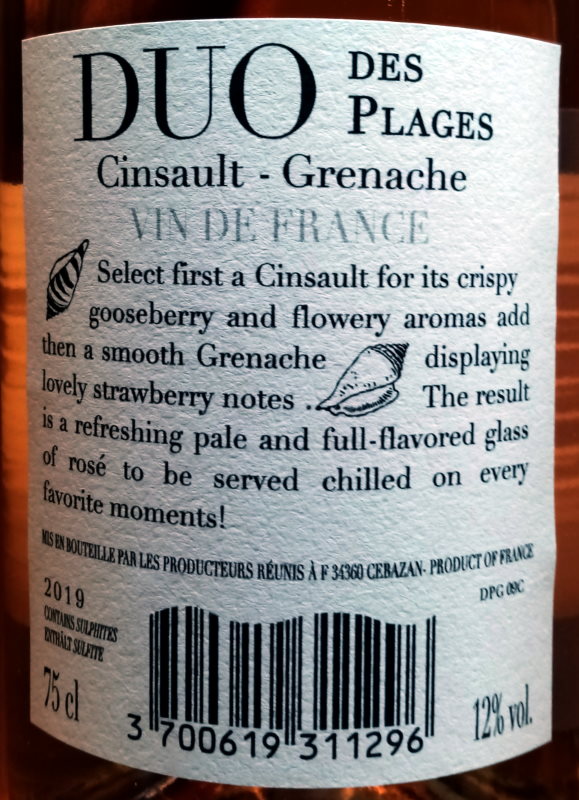 DUO DES PLAGES
Cinsault - Grenache
VIN DE FRANCE
Select first a Cinsault for its crispy
gooseberry and flowery aromas add
then a smooth Grenache displaying
lovely strawberry notes .. The result
is a refreshing pale and full-flavored glass
of rosé to be served chilled on every
favorite moments!
MIS EN BOUTEILLE PAR LES PRODUCTEURS RÉUNIS À F 34360 CEBAZAN- PRODUCT OF FRANCE
DPG 09C
2019
CONTAINS SULPHITES
ENTHÄLT SULFITE
75 cl
12% vol.
3 700619 311296